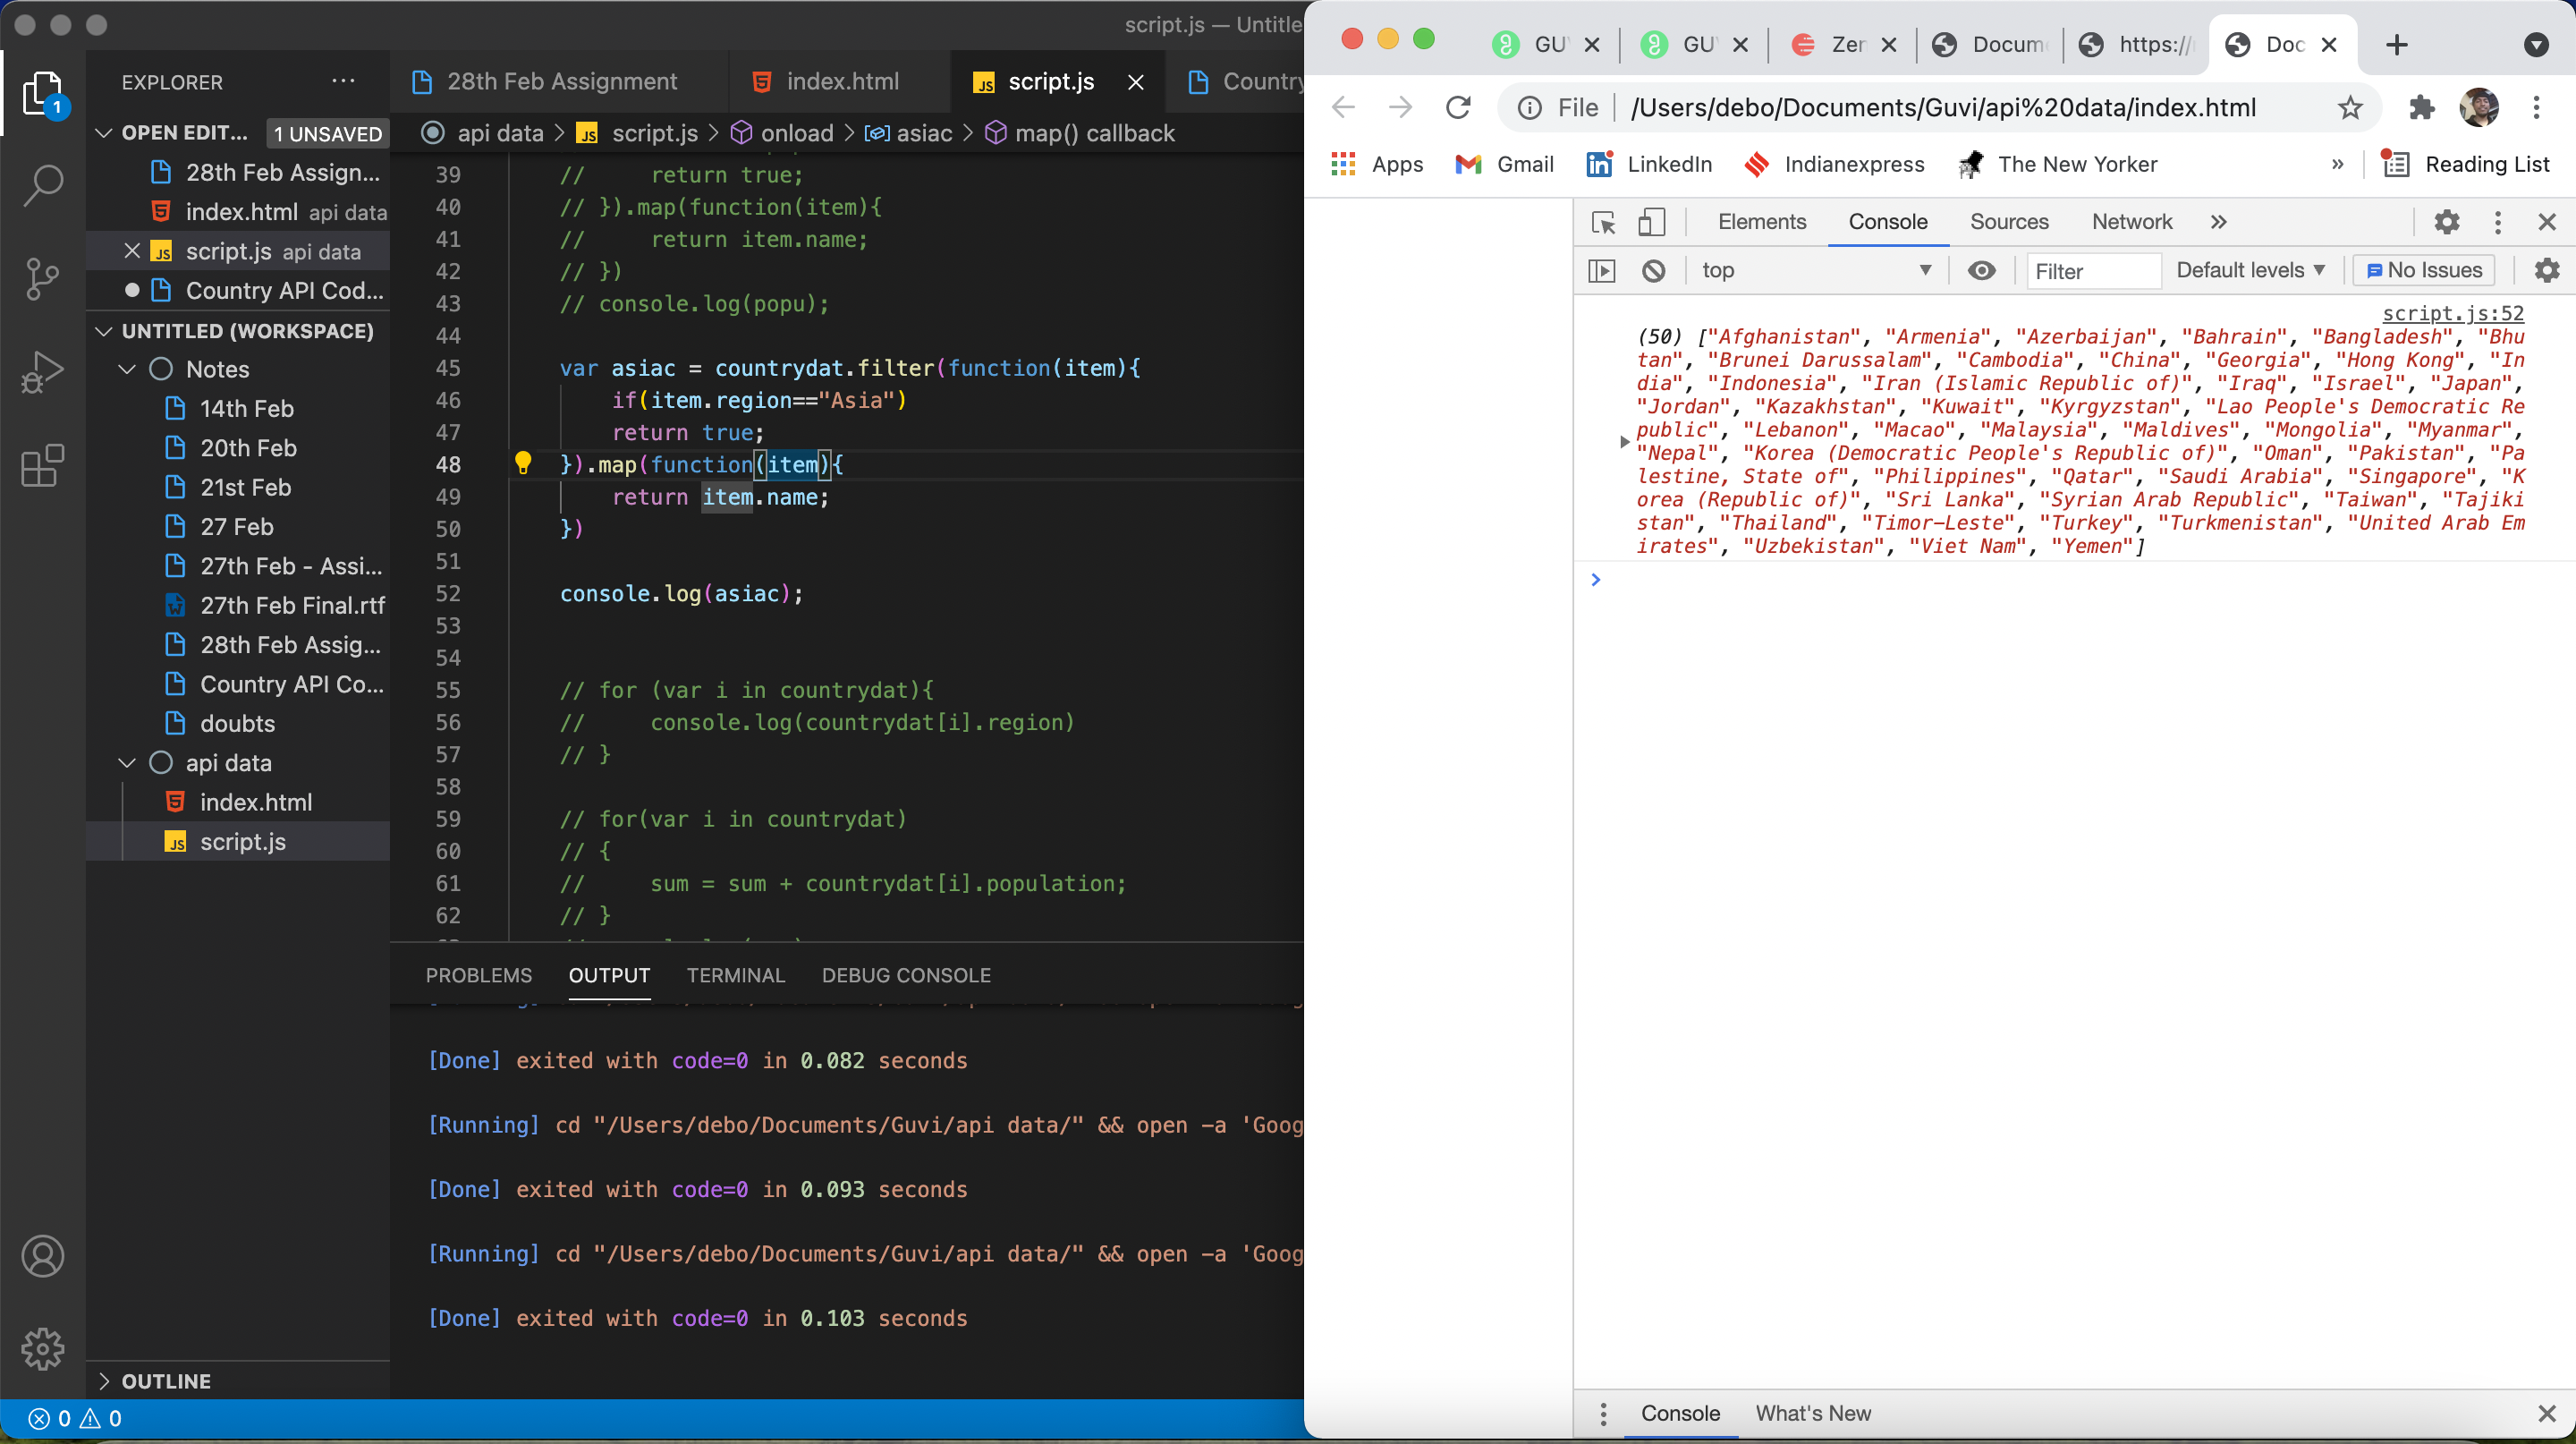 script.js — Untitle
EXPLORER
OPEN EDIT... 1 UNSAVED
28th Feb Assign...
index.html api data
script.js api data
Country API Cod...
UNTITLED (WORKSPACE)
Notes
14th Feb
20th Feb
21st Feb
27 Feb
27th Feb - Assi...
27th Feb Final.rtf
28th Feb Assig...
Country API Co...
doubts
api data
index.html
script.js
OUTLINE
0 0
1
28th Feb Assignment index.html script.js Country
api data > script.js > onload > asiac > map() callback
39 //     return true;
40 // }).map(function(item){
41 //     return item.name;
42 // })
43 // console.log(popu);
44
45 var asiac = countrydat.filter(function(item){
46     if(item.region=="Asia")
47     return true;
48 }).map(function(item){
49     return item.name;
50 })
51
52 console.log(asiac);
53
54
55 // for (var i in countrydat){
56 //     console.log(countrydat[i].region)
57 // }
58
59 // for(var i in countrydat)
60 // {
61 //     sum = sum + countrydat[i].population;
62 // }
PROBLEMS OUTPUT TERMINAL DEBUG CONSOLE
[Done] exited with code=0 in 0.082 seconds
[Running] cd "/Users/debo/Documents/Guvi/api data/" && open -a 'Goog
[Done] exited with code=0 in 0.093 seconds
[Running] cd "/Users/debo/Documents/Guvi/api data/" && open -a 'Goog
[Done] exited with code=0 in 0.103 seconds
GU GU Zen Docum https:// Doc
File /Users/debo/Documents/Guvi/api%20data/index.html
Apps Gmail LinkedIn Indianexpress The New Yorker » Reading List
Elements Console Sources Network »
top Filter Default levels No Issues
script.js:52
(50) ["Afghanistan", "Armenia", "Azerbaijan", "Bahrain", "Bangladesh", "Bhu
tan", "Brunei Darussalam", "Cambodia", "China", "Georgia", "Hong Kong", "In
dia", "Indonesia", "Iran (Islamic Republic of)", "Iraq", "Israel", "Japan",
"Jordan", "Kazakhstan", "Kuwait", "Kyrgyzstan", "Lao People's Democratic Re
public", "Lebanon", "Macao", "Malaysia", "Maldives", "Mongolia", "Myanmar",
"Nepal", "Korea (Democratic People's Republic of)", "Oman", "Pakistan", "Pa
lestine, State of", "Philippines", "Qatar", "Saudi Arabia", "Singapore", "K
orea (Republic of)", "Sri Lanka", "Syrian Arab Republic", "Taiwan", "Tajiki
stan", "Thailand", "Timor-Leste", "Turkey", "Turkmenistan", "United Arab Em
irates", "Uzbekistan", "Viet Nam", "Yemen"]
Console What's New